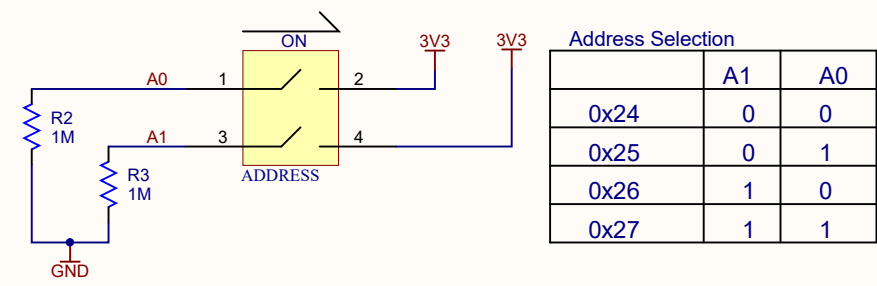 ON
3V3
3V3
A0
1
2
R2
1M
A1
3
4
R3
1M
ADDRESS
GND
Address Selection
A1 A0
0x24 0 0
0x25 0 1
0x26 1 0
0x27 1 1